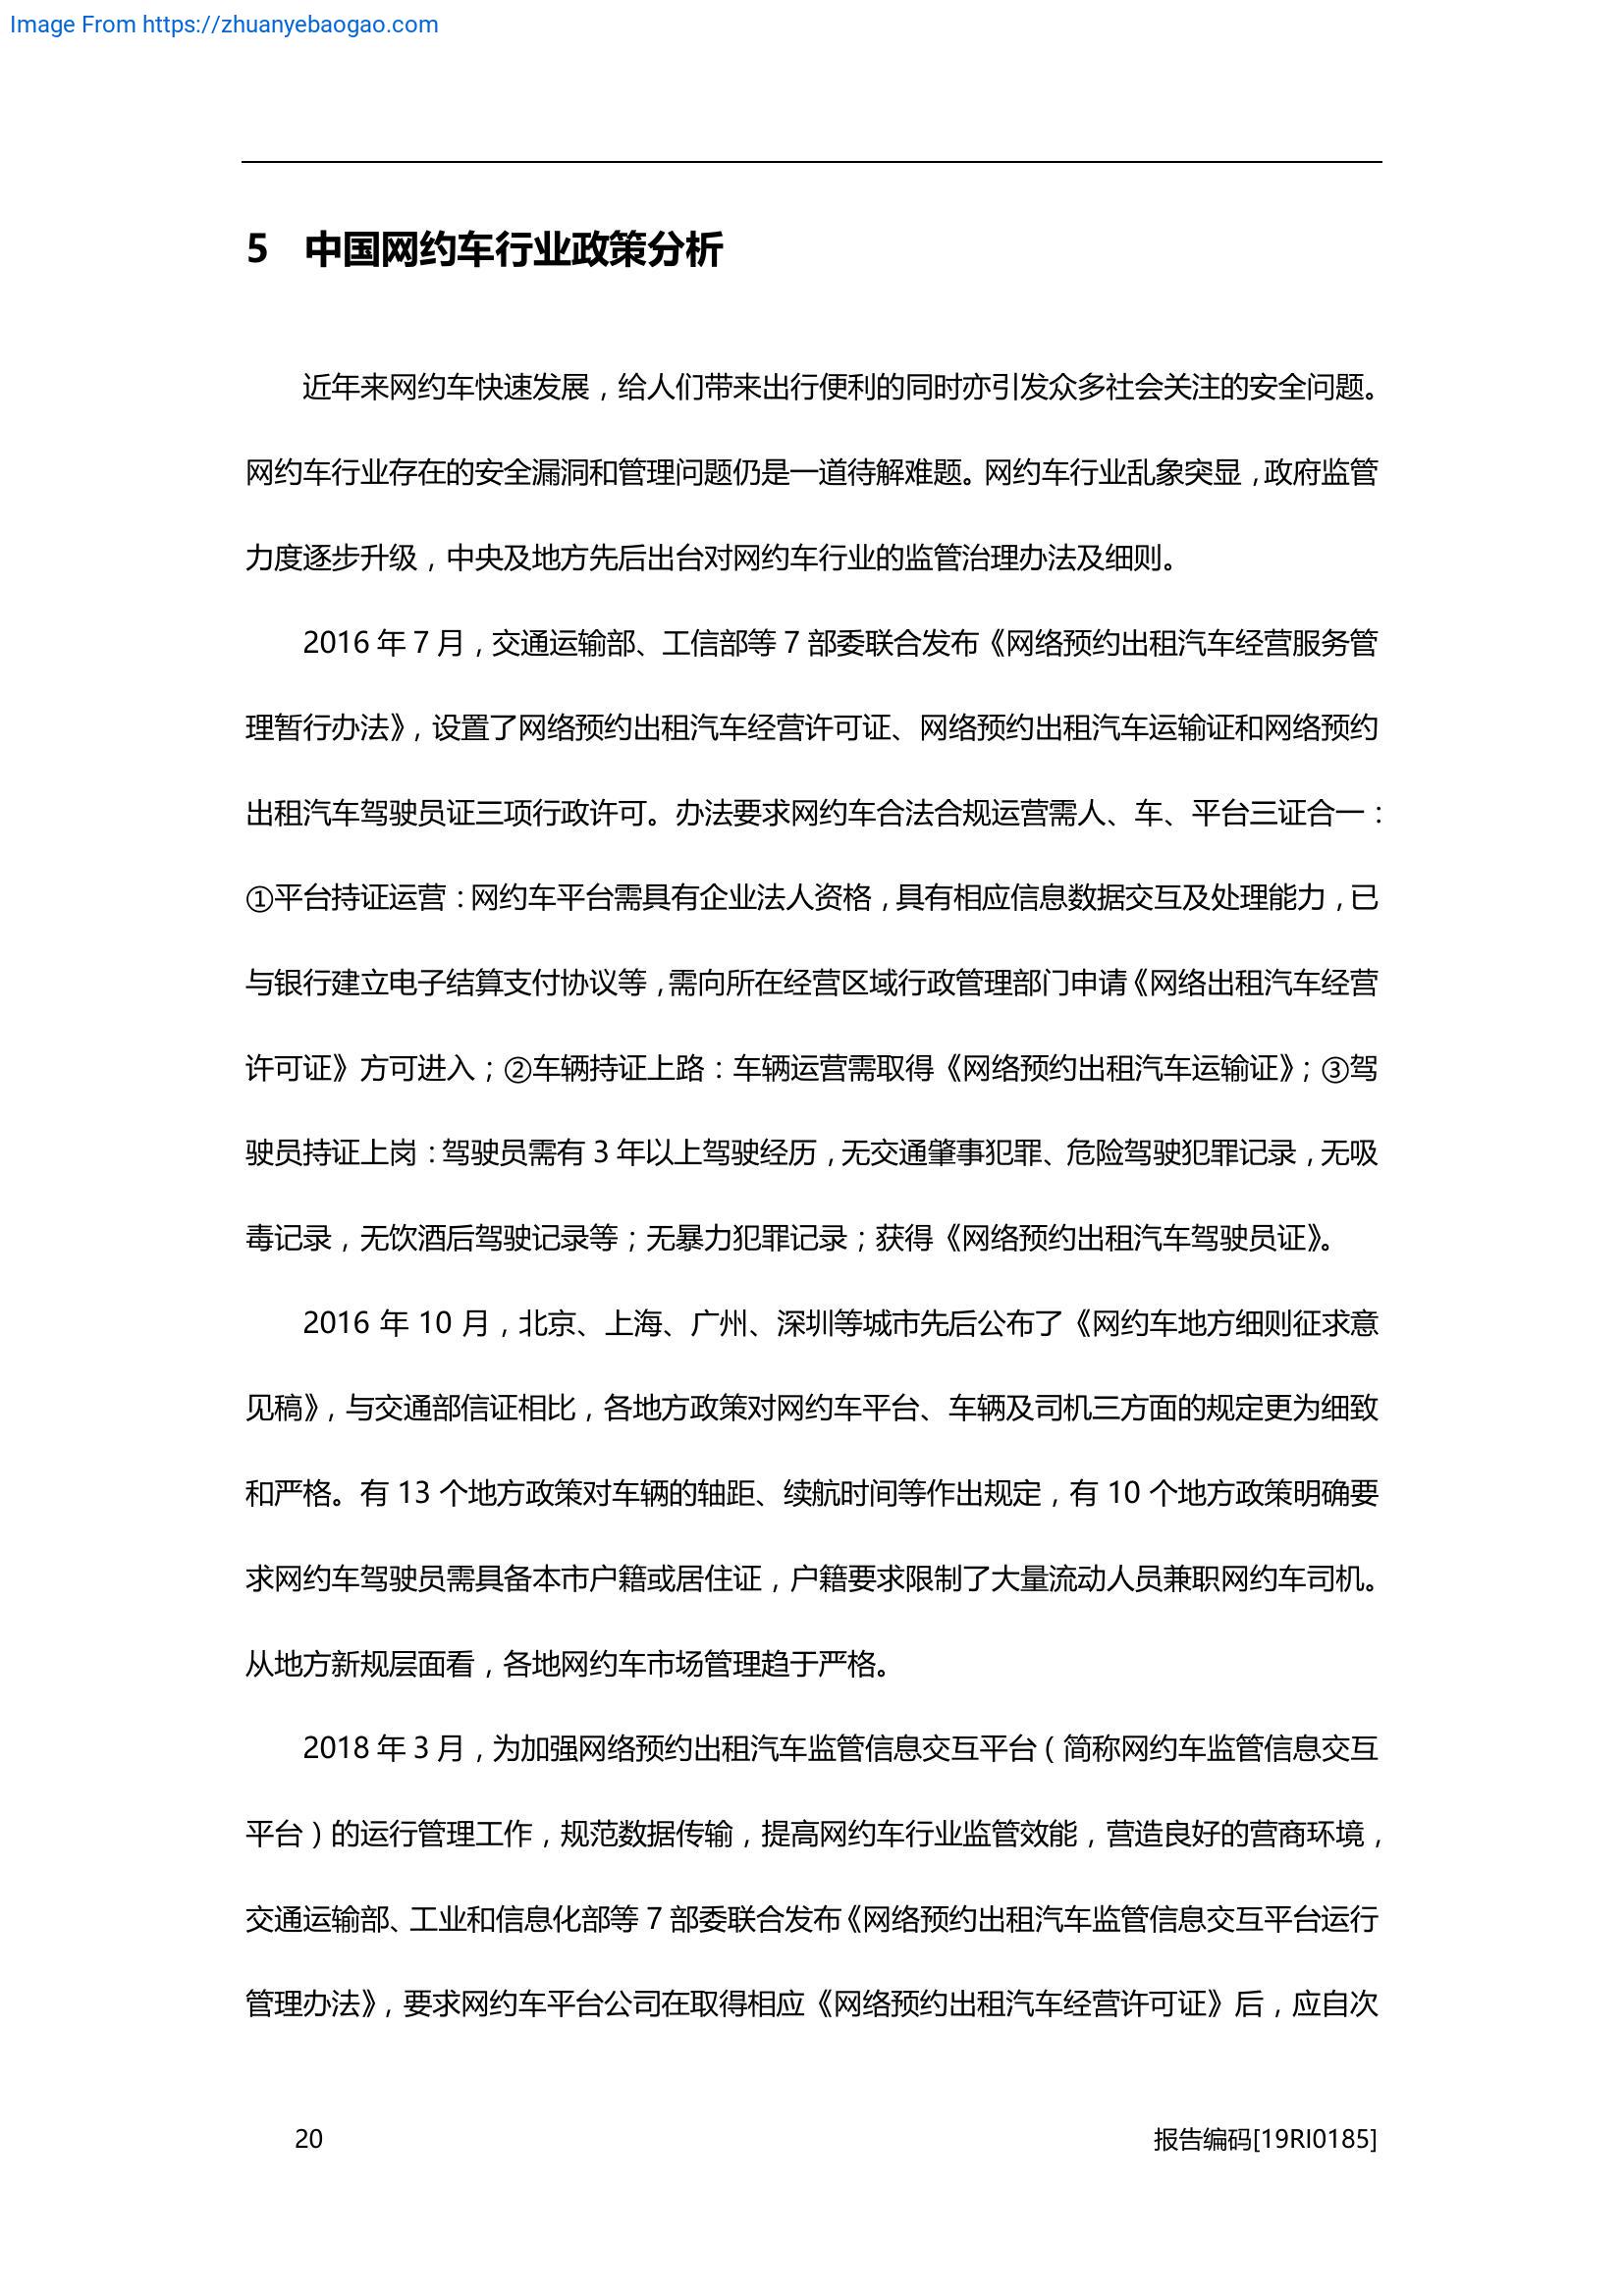 Image From https://zhuanyebaogao.com
5 中国网约车行业政策分析
近年来网约车快速发展，给人们带来出行便利的同时亦引发众多社会关注的安全问题。
网约车行业存在的安全漏洞和管理问题仍是一道待解难题。网约车行业乱象突显，政府监管
力度逐步升级，中央及地方先后出台对网约车行业的监管治理办法及细则。
2016 年 7 月，交通运输部、工信部等 7 部委联合发布《网络预约出租汽车经营服务管
理暂行办法》，设置了网络预约出租汽车经营许可证、网络预约出租汽车运输证和网络预约
出租汽车驾驶员证三项行政许可。办法要求网约车合法合规运营需人、车、平台三证合一：
①平台持证运营：网约车平台需具有企业法人资格，具有相应信息数据交互及处理能力，已
与银行建立电子结算支付协议等，需向所在经营区域行政管理部门申请《网络出租汽车经营
许可证》方可进入；②车辆持证上路：车辆运营需取得《网络预约出租汽车运输证》；③驾
驶员持证上岗：驾驶员需有 3 年以上驾驶经历，无交通肇事犯罪、危险驾驶犯罪记录，无吸
毒记录，无饮酒后驾驶记录等；无暴力犯罪记录；获得《网络预约出租汽车驾驶员证》。
2016 年 10 月，北京、上海、广州、深圳等城市先后公布了《网约车地方细则征求意
见稿》，与交通部信证相比，各地方政策对网约车平台、车辆及司机三方面的规定更为细致
和严格。有 13 个地方政策对车辆的轴距、续航时间等作出规定，有 10 个地方政策明确要
求网约车驾驶员需具备本市户籍或居住证，户籍要求限制了大量流动人员兼职网约车司机。
从地方新规层面看，各地网约车市场管理趋于严格。
2018 年 3 月，为加强网络预约出租汽车监管信息交互平台（简称网约车监管信息交互
平台）的运行管理工作，规范数据传输，提高网约车行业监管效能，营造良好的营商环境，
交通运输部、工业和信息化部等 7 部委联合发布《网络预约出租汽车监管信息交互平台运行
管理办法》，要求网约车平台公司在取得相应《网络预约出租汽车经营许可证》后，应自次
20 报告编码[19RI0185]